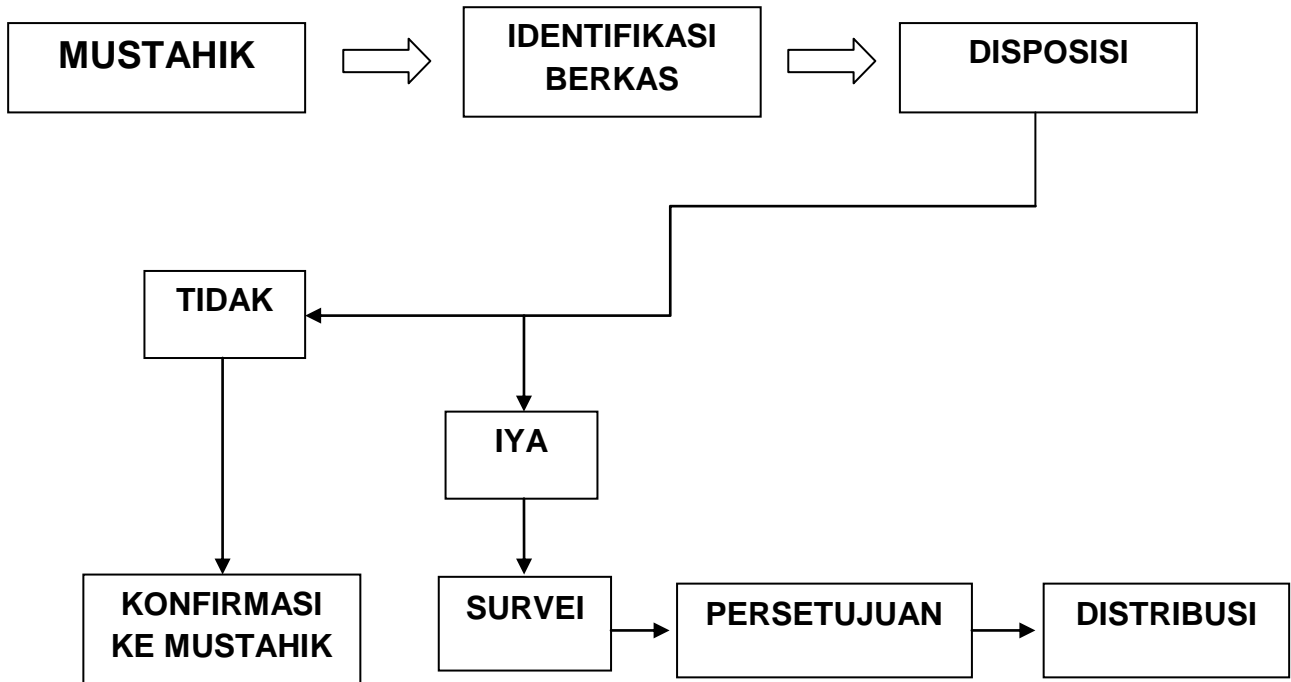 MUSTAHIK
IDENTIFIKASI
BERKAS
DISPOSISI
TIDAK
IYA
KONFIRMASI
KE MUSTAHIK
SURVEI
PERSETUJUAN
DISTRIBUSI